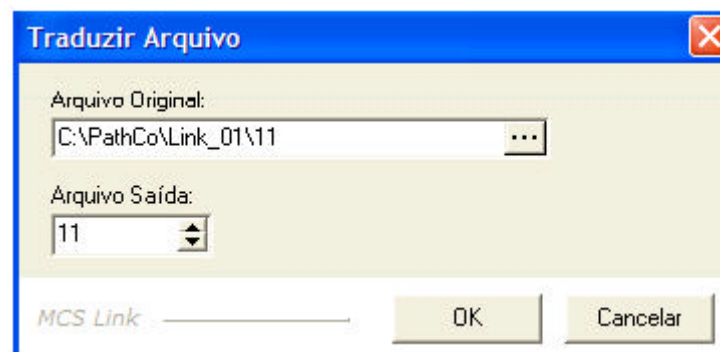 Traduzir Arquivo
Arquivo Original:
C:\PathCo\Link_01\11
...
Arquivo Saída:
11
MCS Link
OK
Cancelar